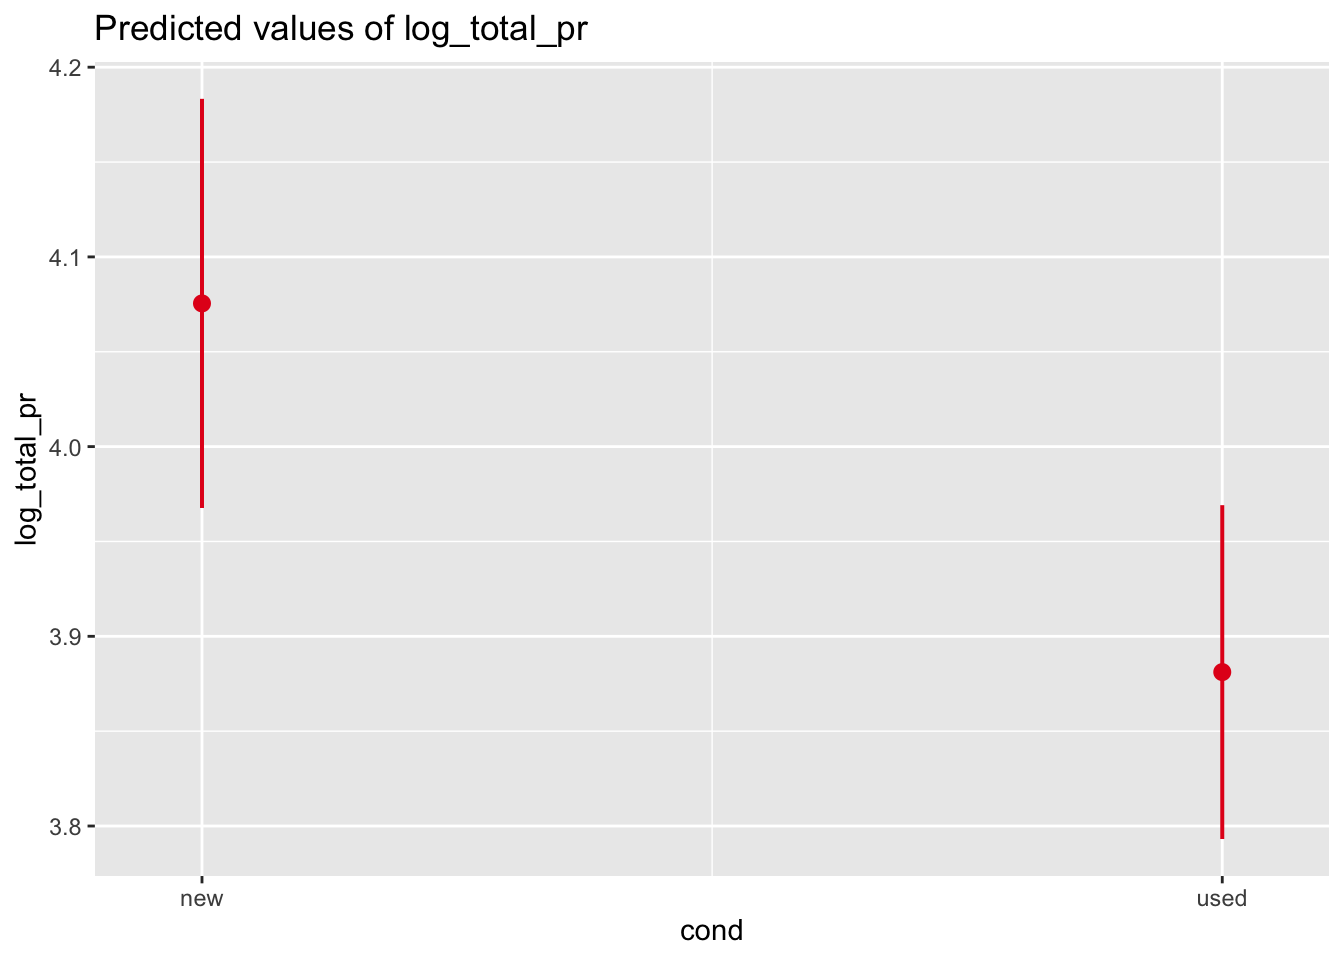 Predicted values of log_total_pr
4.2
4.1
4.0
3.9
3.8
log_total_pr
new
used
cond